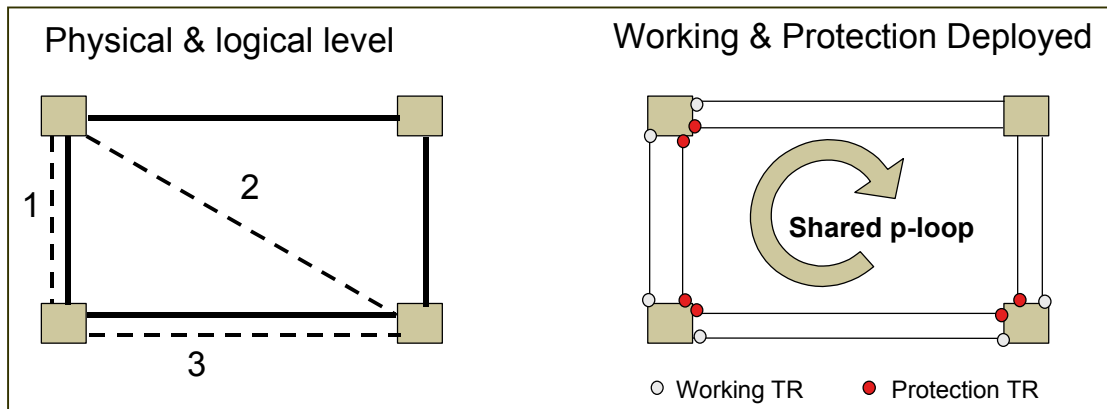 Physical & logical level
Working & Protection Deployed
1
2
3
Shared p-loop
Working TR
Protection TR